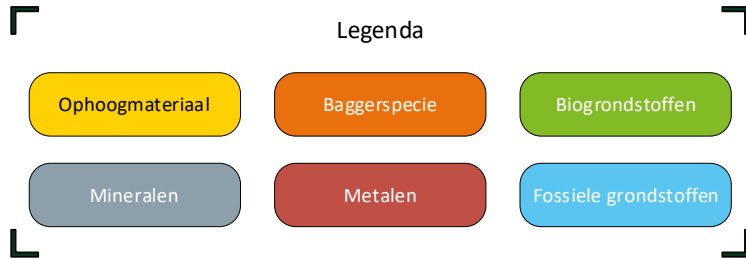 Legenda
Ophoogmateriaal
Baggerspecie
Biogrondstoffen
Mineralen
Metalen
Fossiele grondstoffen